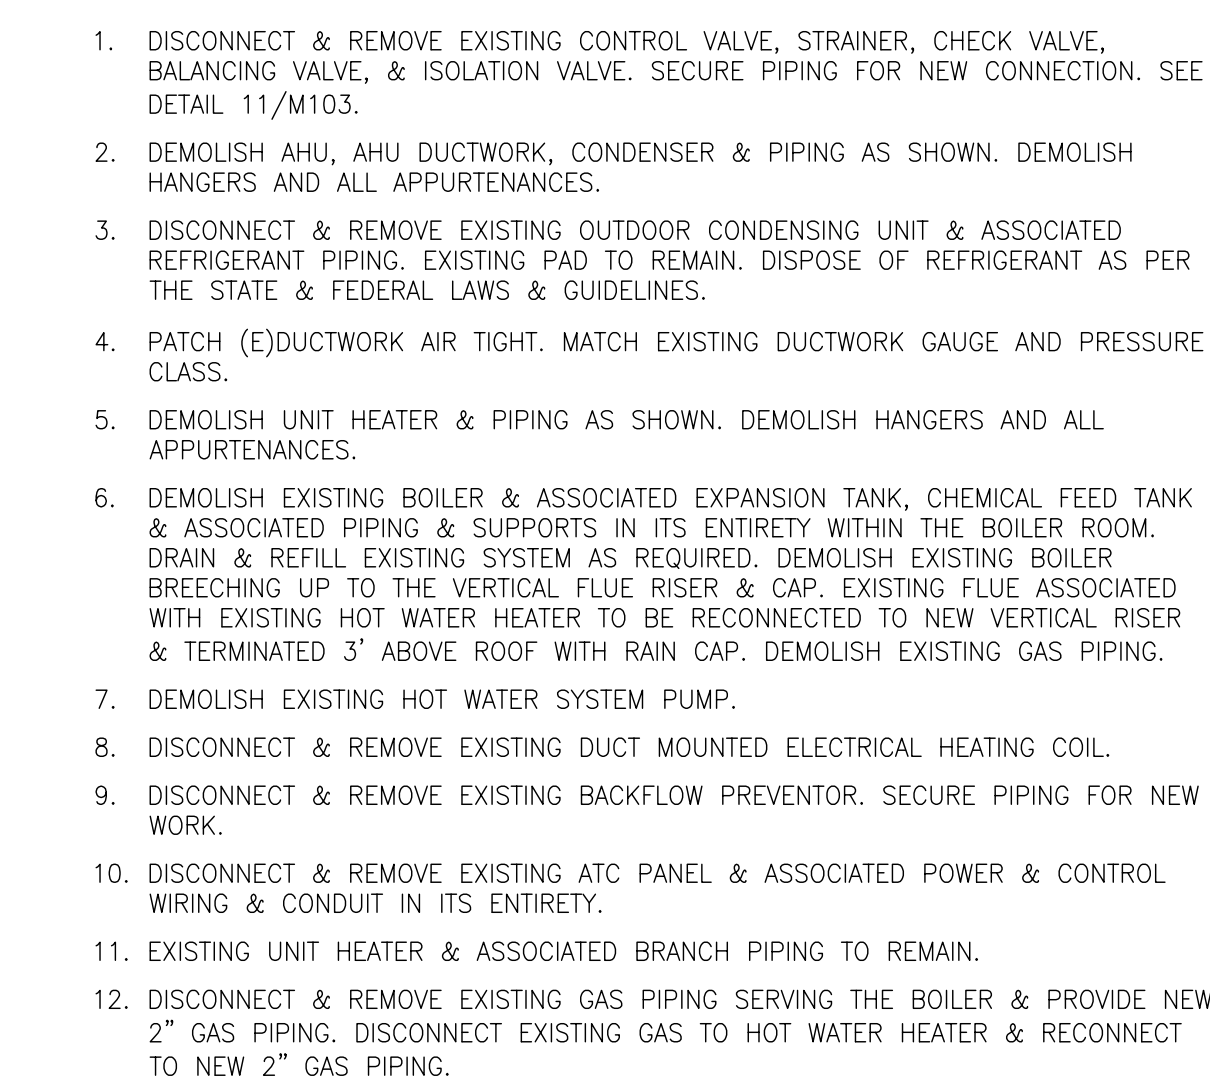 1. DISCONNECT & REMOVE EXISTING CONTROL VALVE, STRAINER, CHECK VALVE,
BALANCING VALVE, & ISOLATION VALVE. SECURE PIPING FOR NEW CONNECTION. SEE
DETAIL 11/M103.
2. DEMOLISH AHU, AHU DUCTWORK, CONDENSER & PIPING AS SHOWN. DEMOLISH
HANGERS AND ALL APPURTENANCES.
3. DISCONNECT & REMOVE EXISTING OUTDOOR CONDENSING UNIT & ASSOCIATED
REFRIGERANT PIPING. EXISTING PAD TO REMAIN. DISPOSE OF REFRIGERANT AS PER
THE STATE & FEDERAL LAWS & GUIDELINES.
4. PATCH (E)DUCTWORK AIR TIGHT. MATCH EXISTING DUCTWORK GAUGE AND PRESSURE
CLASS.
5. DEMOLISH UNIT HEATER & PIPING AS SHOWN. DEMOLISH HANGERS AND ALL
APPURTENANCES.
6. DEMOLISH EXISTING BOILER & ASSOCIATED EXPANSION TANK, CHEMICAL FEED TANK
& ASSOCIATED PIPING & SUPPORTS IN ITS ENTIRETY WITHIN THE BOILER ROOM.
DRAIN & REFILL EXISTING SYSTEM AS REQUIRED. DEMOLISH EXISTING BOILER
BREECHING UP TO THE VERTICAL FLUE RISER & CAP. EXISTING FLUE ASSOCIATED
WITH EXISTING HOT WATER HEATER TO BE RECONNECTED TO NEW VERTICAL RISER
& TERMINATED 3' ABOVE ROOF WITH RAIN CAP. DEMOLISH EXISTING GAS PIPING.
7. DEMOLISH EXISTING HOT WATER SYSTEM PUMP.
8. DISCONNECT & REMOVE EXISTING DUCT MOUNTED ELECTRICAL HEATING COIL.
9. DISCONNECT & REMOVE EXISTING BACKFLOW PREVENTOR. SECURE PIPING FOR NEW
WORK.
10. DISCONNECT & REMOVE EXISTING ATC PANEL & ASSOCIATED POWER & CONTROL
WIRING & CONDUIT IN ITS ENTIRETY.
11. EXISTING UNIT HEATER & ASSOCIATED BRANCH PIPING TO REMAIN.
12. DISCONNECT & REMOVE EXISTING GAS PIPING SERVING THE BOILER & PROVIDE NEW
2" GAS PIPING. DISCONNECT EXISTING GAS TO HOT WATER HEATER & RECONNECT
TO NEW 2" GAS PIPING.